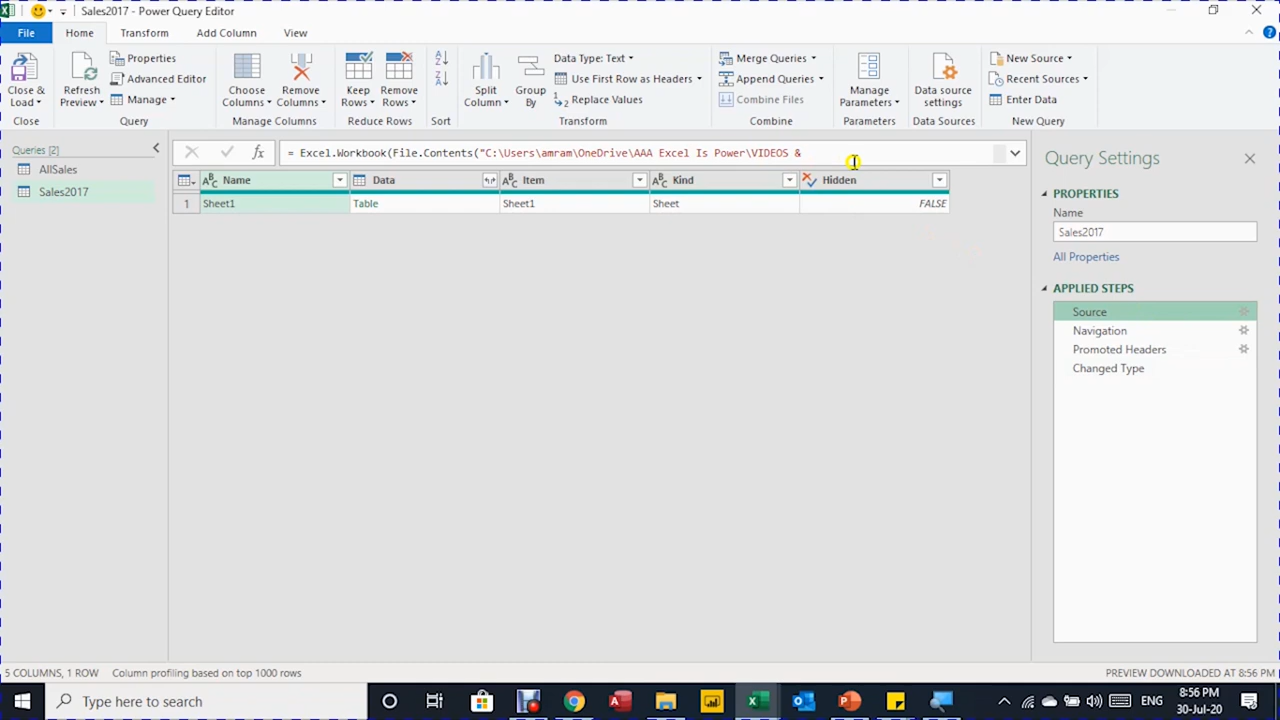 Sales2017 - Power Query Editor
File
Home
Transform
Add Column
View
Close & Load
Refresh Preview
Properties
Advanced Editor
Manage
Choose Columns
Remove Columns
Keep Rows
Remove Rows
Split Column
Group By
Data Type: Text
Use First Row as Headers
Replace Values
Merge Queries
Append Queries
Combine Files
Manage Parameters
Data source settings
New Source
Recent Sources
Enter Data
Close
Query
Manage Columns
Reduce Rows
Sort
Transform
Combine
Parameters
Data Sources
New Query
Queries [2]
AllSales
Sales2017
= Excel.Workbook(File.Contents("C:\Users\amram\OneDrive\AAA Excel Is Power\VIDEOS &
Name
Data
Item
Kind
Hidden
1 Sheet1 Table Sheet1 Sheet FALSE
Query Settings
PROPERTIES
Name
Sales2017
All Properties
APPLIED STEPS
Source
Navigation
Promoted Headers
Changed Type
5 COLUMNS, 1 ROW
Column profiling based on top 1000 rows
PREVIEW DOWNLOADED AT 8:56 PM
Type here to search
ENG
8:56 PM
30-Jul-20